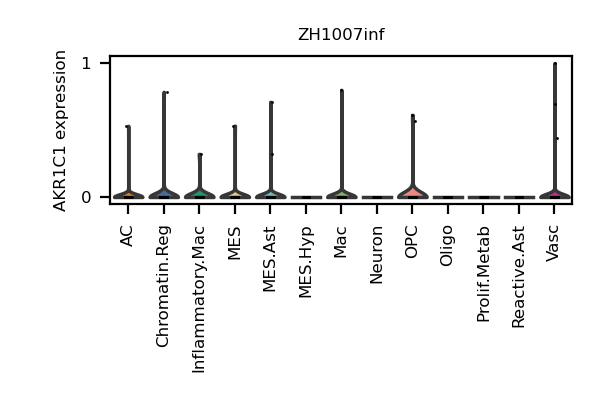 ZH1007inf
AKR1C1 expression
1
0
AC
Chromatin.Reg
Inflammatory.Mac
MES
MES.Ast
MES.Hyp
Mac
Neuron
OPC
Oligo
Prolif.Metab
Reactive.Ast
Vasc